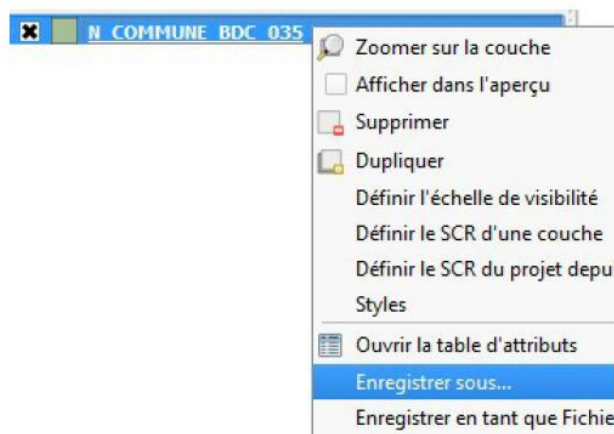 N_COMMUNE_BDC_035
Zoomer sur la couche
Afficher dans l'aperçu
Supprimer
Dupliquer
Définir l'échelle de visibilité
Définir le SCR d'une couche
Définir le SCR du projet depui
Styles
Ouvrir la table d'attributs
Enregistrer sous...
Enregistrer en tant que Fichie